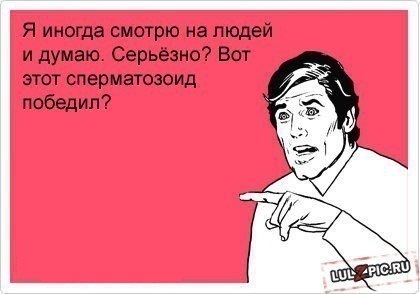 Я иногда смотрю на людей
и думаю. Серьёзно? Вот
этот сперматозоид
победил?
LULZPIC.RU